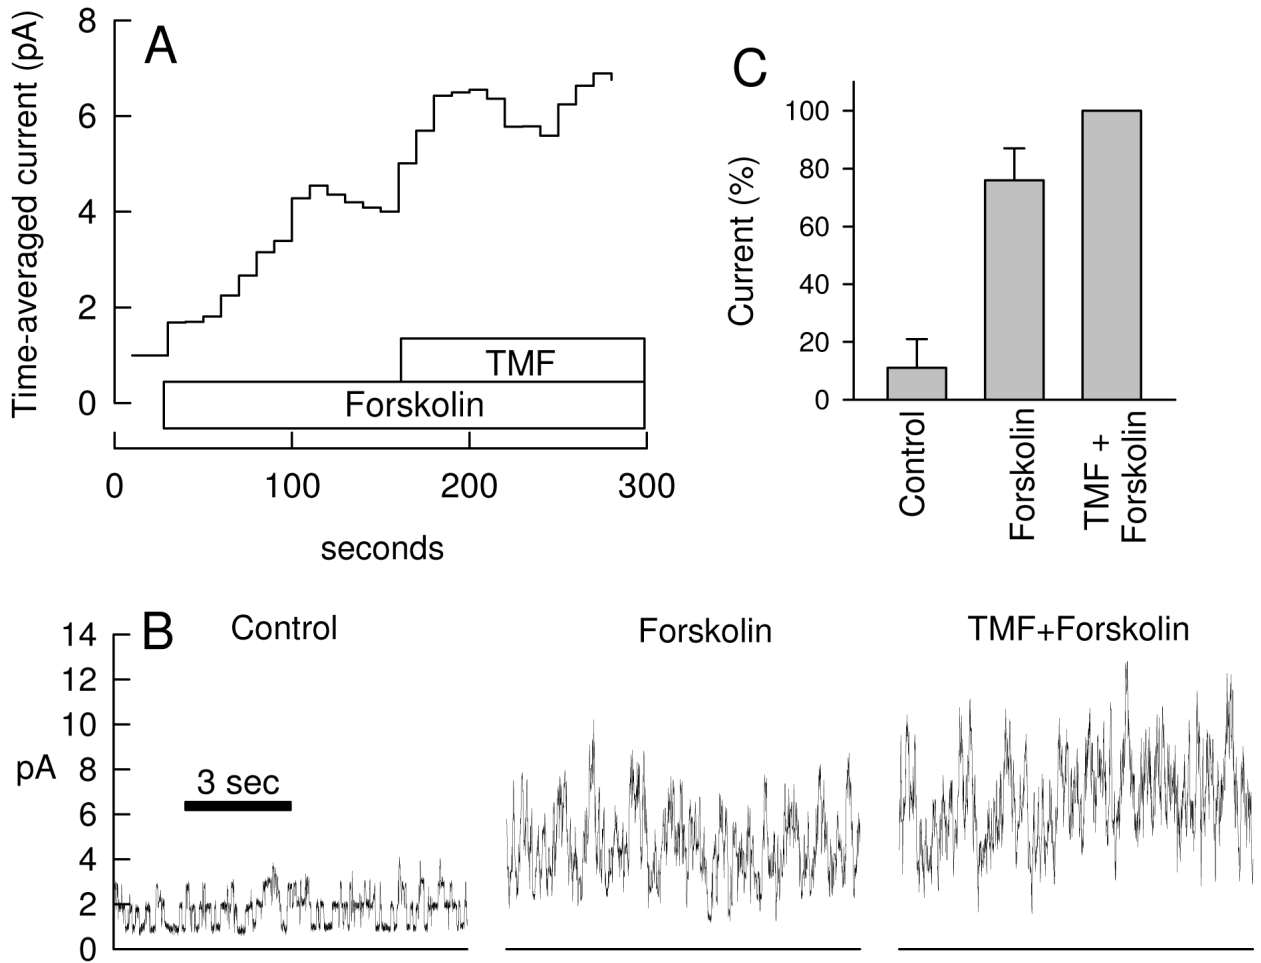 A
Time-averaged current (pA)
8
6
4
2
0
TMF
Forskolin
0 100 200 300
seconds
C
Current (%)
100
80
60
40
20
0
Control
Forskolin
TMF +
Forskolin
B
Control
Forskolin
TMF+Forskolin
pA
14
12
10
8
6
4
2
0
3 sec